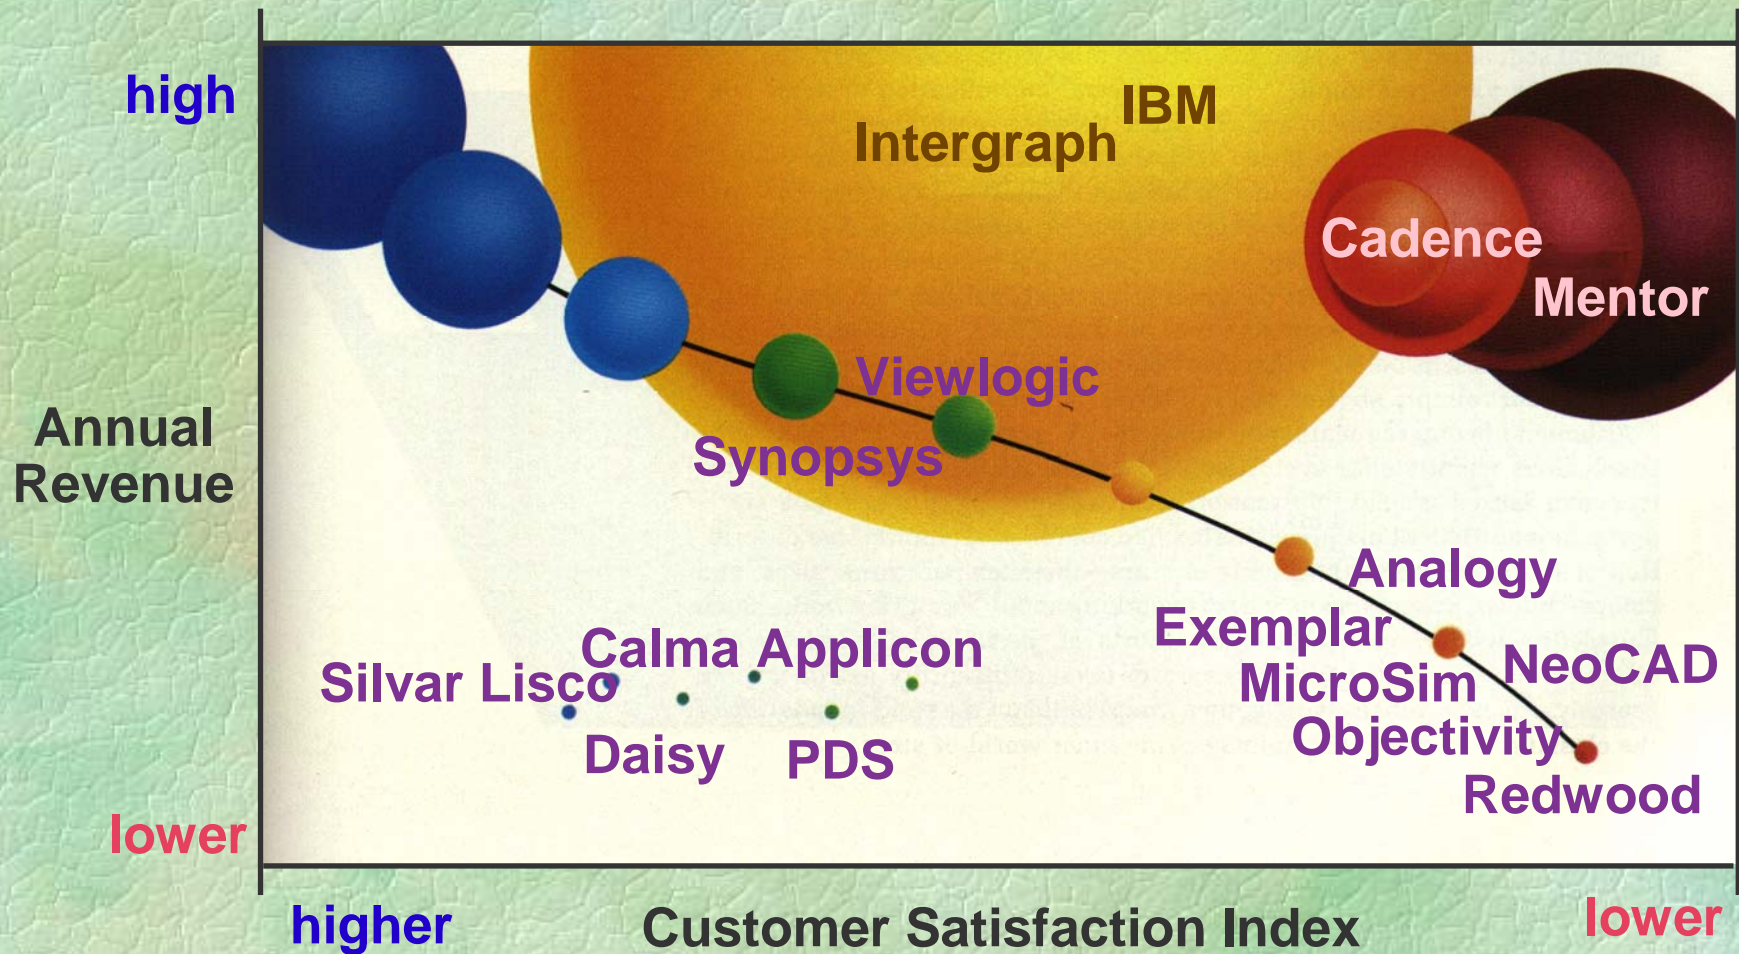 high
IBM
Intergraph
Cadence
Mentor
Viewlogic
Annual
Revenue
Synopsys
Analogy
Exemplar
Calma Applicon
NeoCAD
Silvar Lisco
MicroSim
Objectivity
Daisy
PDS
Redwood
lower
higher
Customer Satisfaction Index
lower